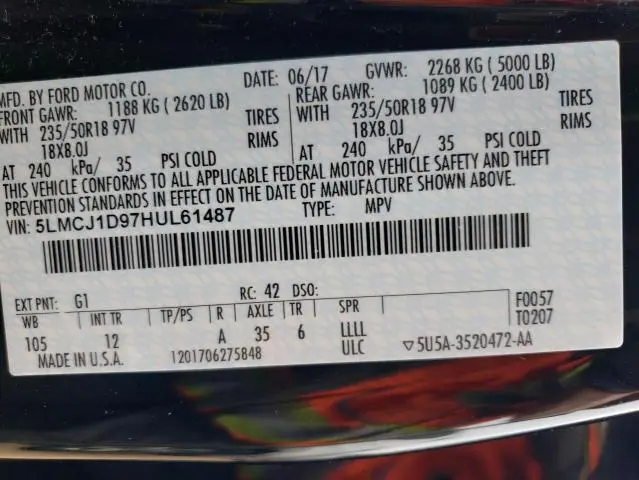 MFD. BY FORD MOTOR CO. DATE: 06/17 GVWR: 2268 KG ( 5000 LB)
FRONT GAWR: 1188 KG ( 2620 LB) REAR GAWR: 1089 KG ( 2400 LB)
WITH 235/50R18 97V TIRES WITH 235/50R18 97V TIRES
18X8.0J RIMS 18X8.0J RIMS
AT 240 kPa/ 35 PSI COLD AT 240 kPa/ 35 PSI COLD
THIS VEHICLE CONFORMS TO ALL APPLICABLE FEDERAL MOTOR VEHICLE SAFETY AND THEFT
PREVENTION STANDARDS IN EFFECT ON THE DATE OF MANUFACTURE SHOWN ABOVE.
VIN: 5LMCJ1D97HUL61487 TYPE: MPV
EXT PNT: G1 RC: 42 DSO: F0057
WB INT TR TP/PS R AXLE TR SPR T0207
105 12 A 35 6 LLLL
ULC ▽5U5A-3520472-AA
MADE IN U.S.A. 1201706275848